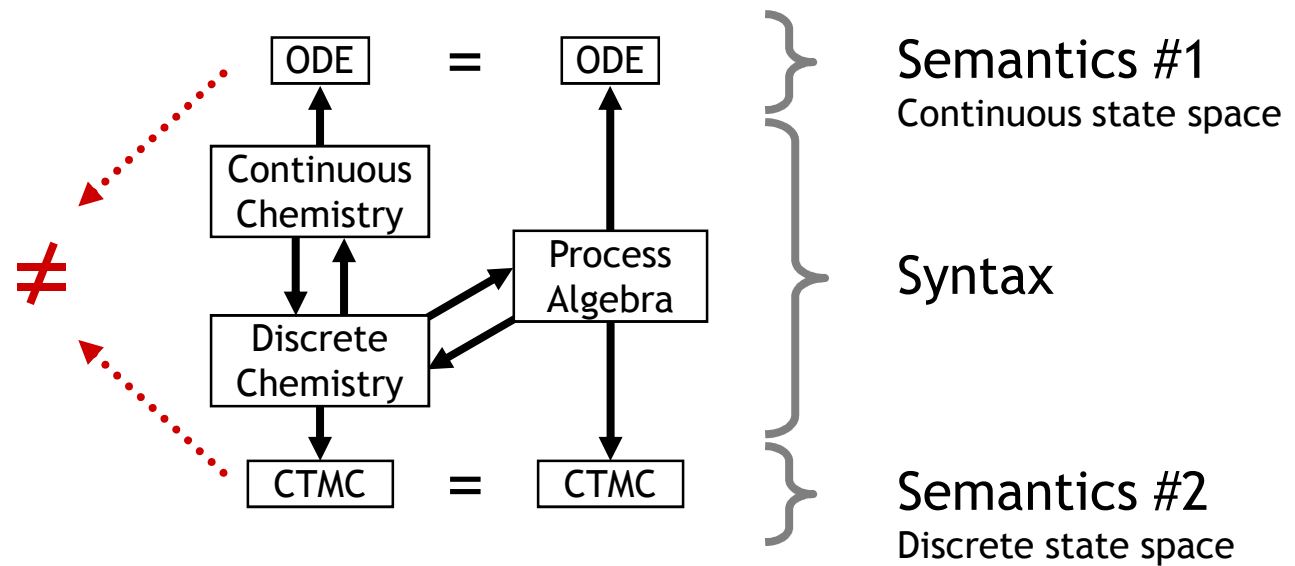 ODE = ODE
Semantics #1
Continuous state space
Continuous
Chemistry
Process
Algebra
≠
Syntax
Discrete
Chemistry
CTMC = CTMC
Semantics #2
Discrete state space